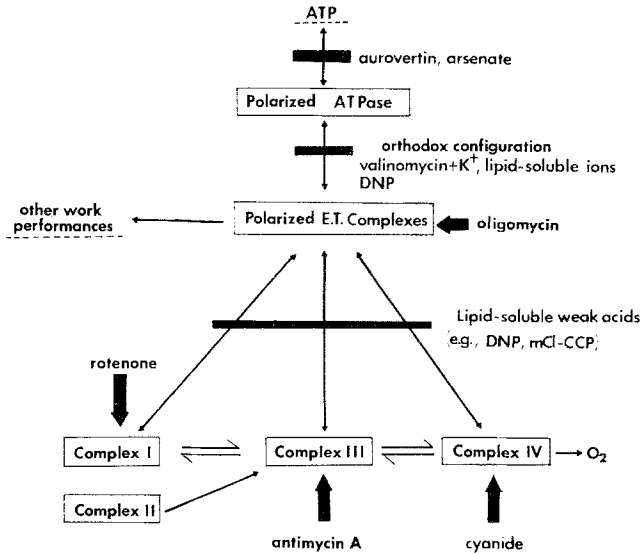 ATP
aurovertin, arsenate
Polarized ATPase
orthodox configuration
valinomycin+K+, lipid-soluble ions
DNP
other work
performances
Polarized E.T. Complexes
oligomycin
Lipid-soluble weak acids
(e.g., DNP, mCl-CCP)
rotenone
Complex I
Complex III
Complex IV
O2
Complex II
antimycin A
cyanide